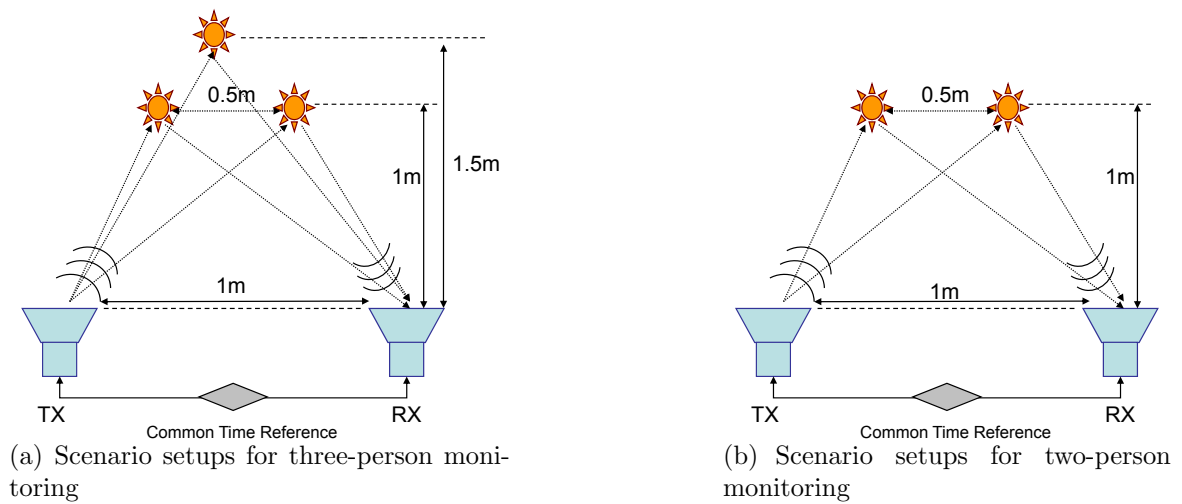 0.5m
1m
1.5m
1m
TX
RX
Common Time Reference
(a) Scenario setups for three-person moni-
toring
0.5m
1m
1m
TX
RX
Common Time Reference
(b) Scenario setups for two-person
monitoring